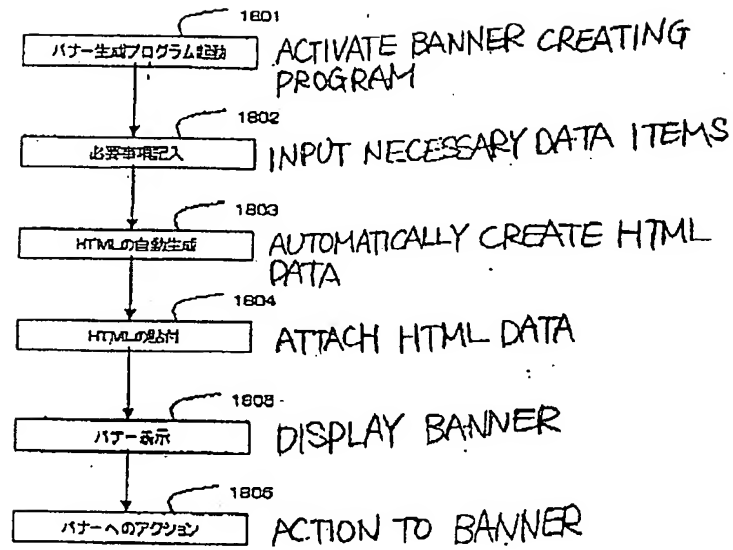 1801
バナー生成プログラム起動
ACTIVATE BANNER CREATING
PROGRAM
1802
必要事項記入
INPUT NECESSARY DATA ITEMS
1803
HTMLの自動生成
AUTOMATICALLY CREATE HTML
DATA
1804
HTMLの貼付
ATTACH HTML DATA
1805
バナー表示
DISPLAY BANNER
1806
バナーへのアクション
ACTION TO BANNER